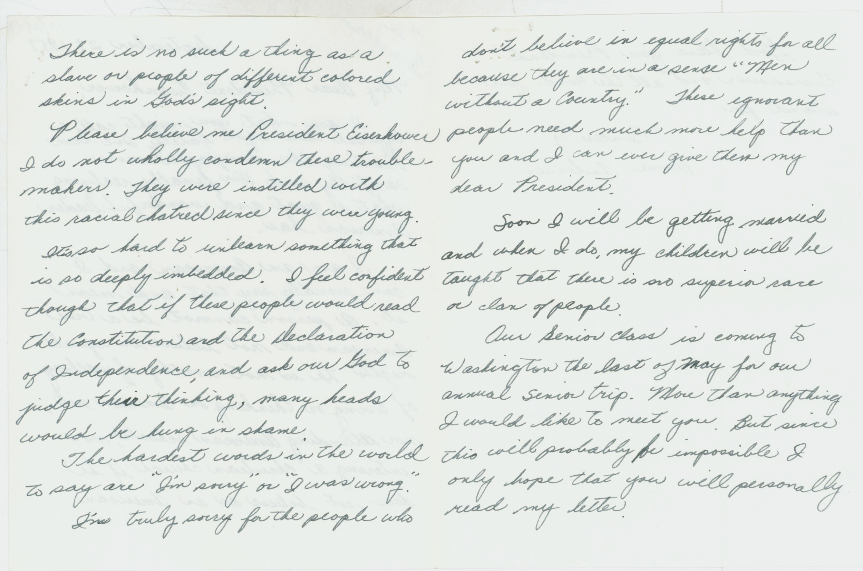 There is no such a thing as a
slave or people of different colored
skins in God's sight.
Please believe me President Eisenhower
I do not wholly condemn these trouble-
makers. They were instilled with
this racial hatred since they were young.
Its so hard to unlearn something that
is so deeply imbedded. I feel confident
though that if these people would read
the Constitution and the Declaration
of Independence, and ask our God to
judge their thinking, many heads
would be hung in shame.
The hardest words in the world
to say are "I'm sorry" or "I was wrong".
I'm truly sorry for the people who
don't believe in equal rights for all
because they are in a sense "Men
without a Country." These ignorant
people need much more help than
you and I can ever give them my
dear President.
Soon I will be getting married
and when I do, my children will be
taught that there is no superior race
or clan of people.
Our Senior class is coming to
Washington the last of May for our
annual Senior trip. More than anything
I would like to meet you. But since
this will probably be impossible I
only hope that you will personally
read my letter.